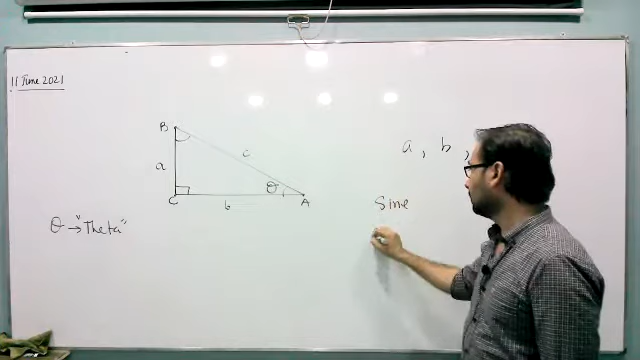 11 June 2021
B
a
c
θ
C
b
A
θ → "Theta"
a, b,
Sine